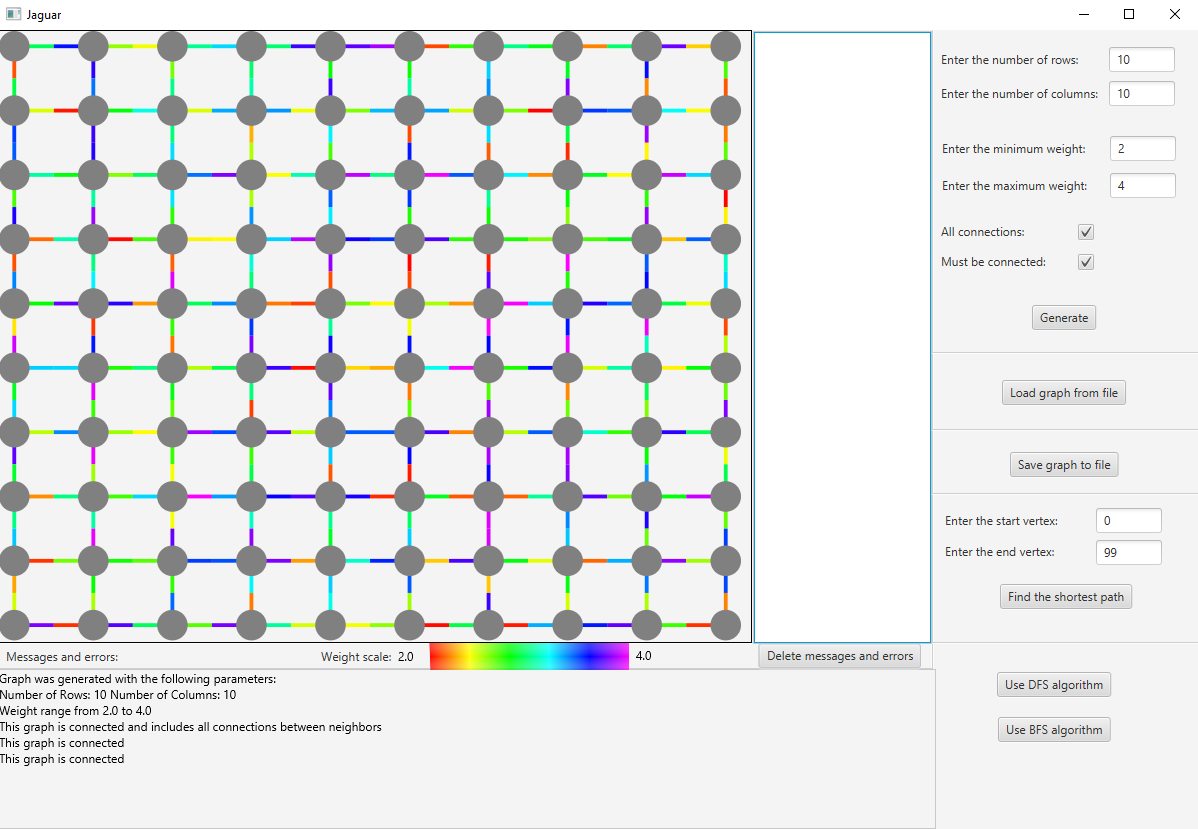 Jaguar
Enter the number of rows: 10
Enter the number of columns: 10
Enter the minimum weight: 2
Enter the maximum weight: 4
All connections:
Must be connected:
Generate
Load graph from file
Save graph to file
Enter the start vertex: 0
Enter the end vertex: 99
Find the shortest path
Messages and errors: Weight scale: 2.0 4.0 Delete messages and errors
Graph was generated with the following parameters:
Number of Rows: 10 Number of Columns: 10
Weight range from 2.0 to 4.0
This graph is connected and includes all connections between neighbors
This graph is connected
This graph is connected
Use DFS algorithm
Use BFS algorithm